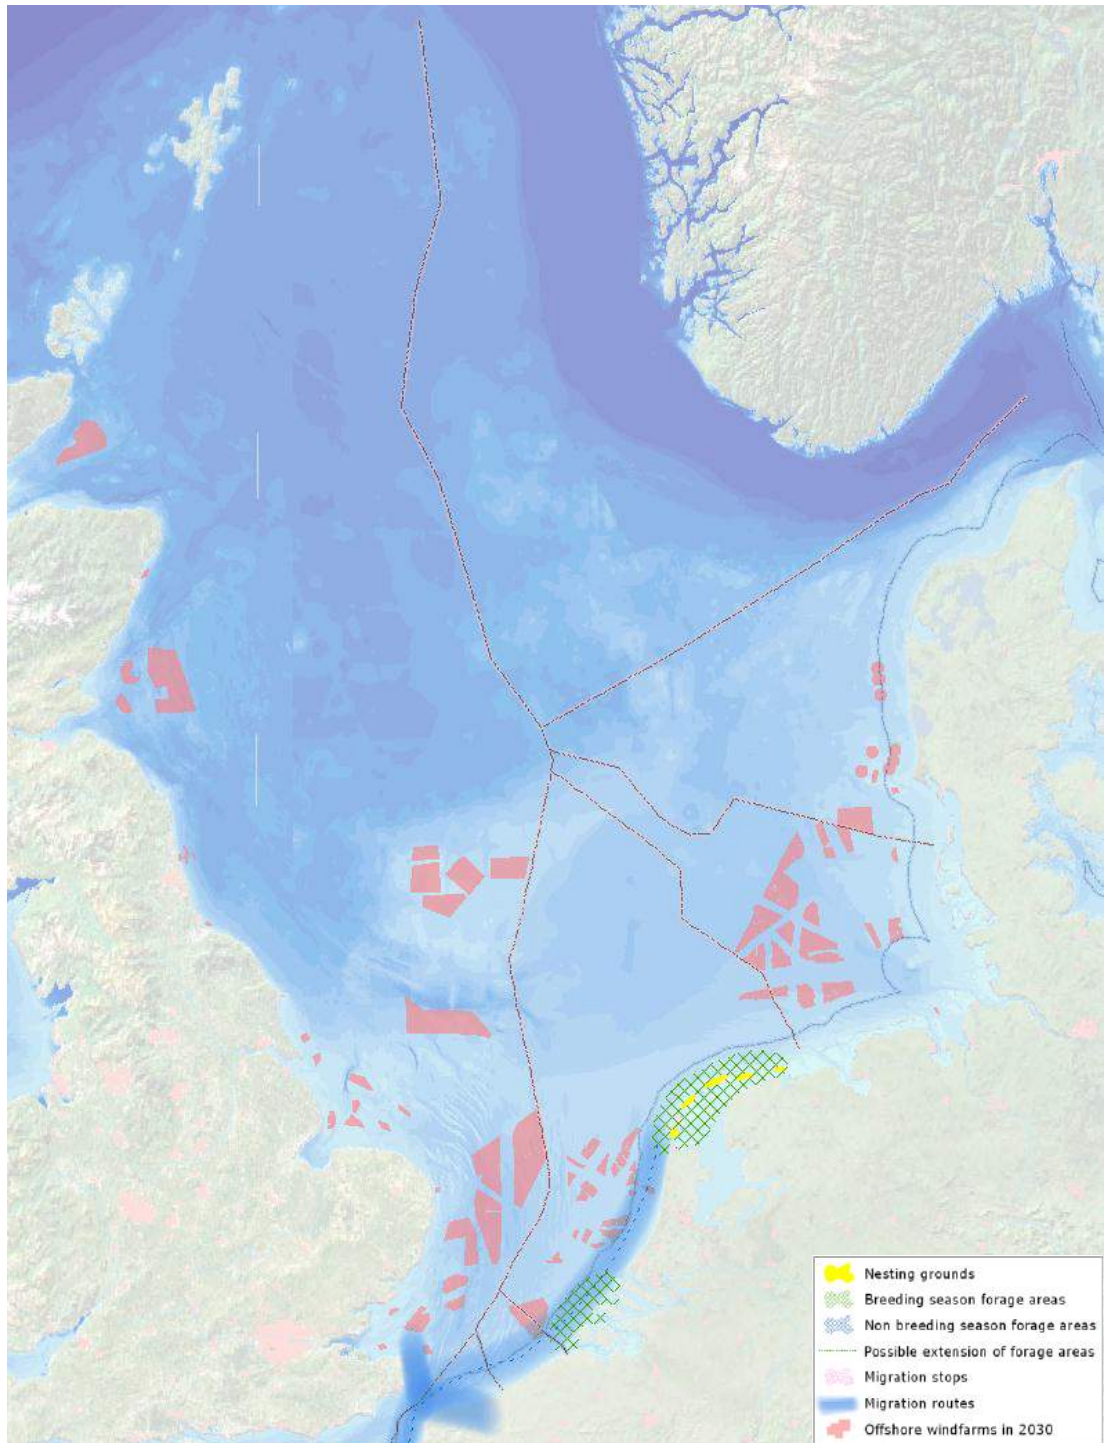 Nesting grounds
Breeding season forage areas
Non breeding season forage areas
Possible extension of forage areas
Migration stops
Migration routes
Offshore windfarms in 2030